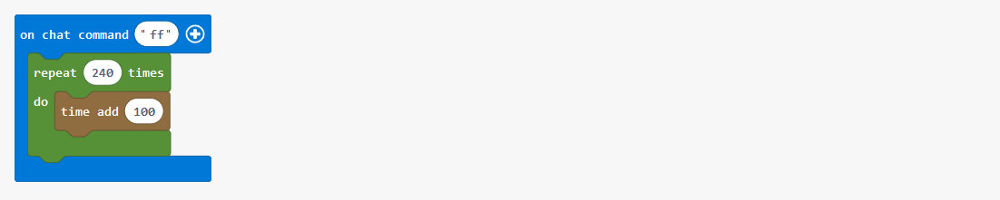 on chat command "ff"
repeat 240 times
do
time add 100